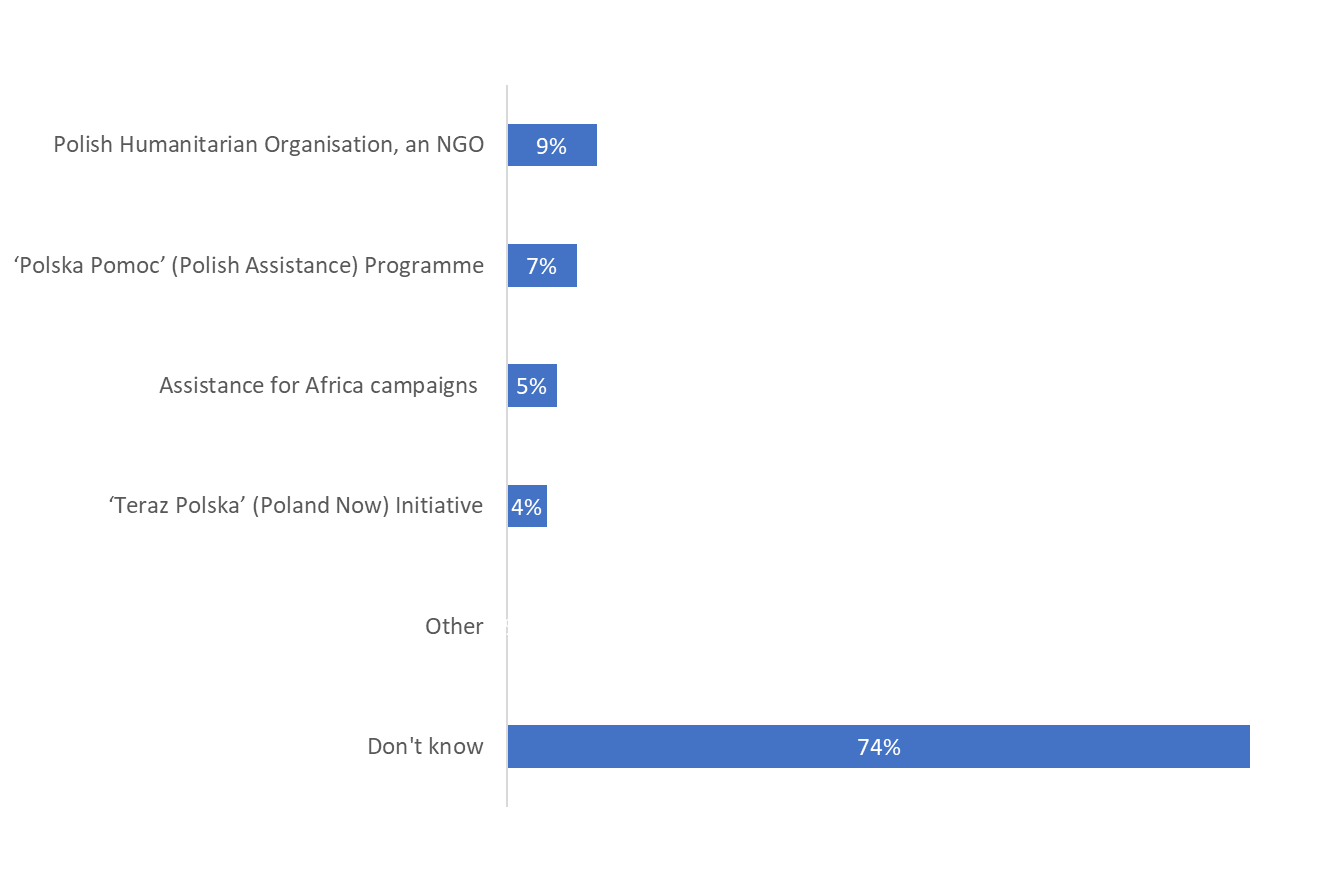 Polish Humanitarian Organisation, an NGO 9%
‘Polska Pomoc’ (Polish Assistance) Programme 7%
Assistance for Africa campaigns 5%
‘Teraz Polska’ (Poland Now) Initiative 4%
Other
Don't know 74%